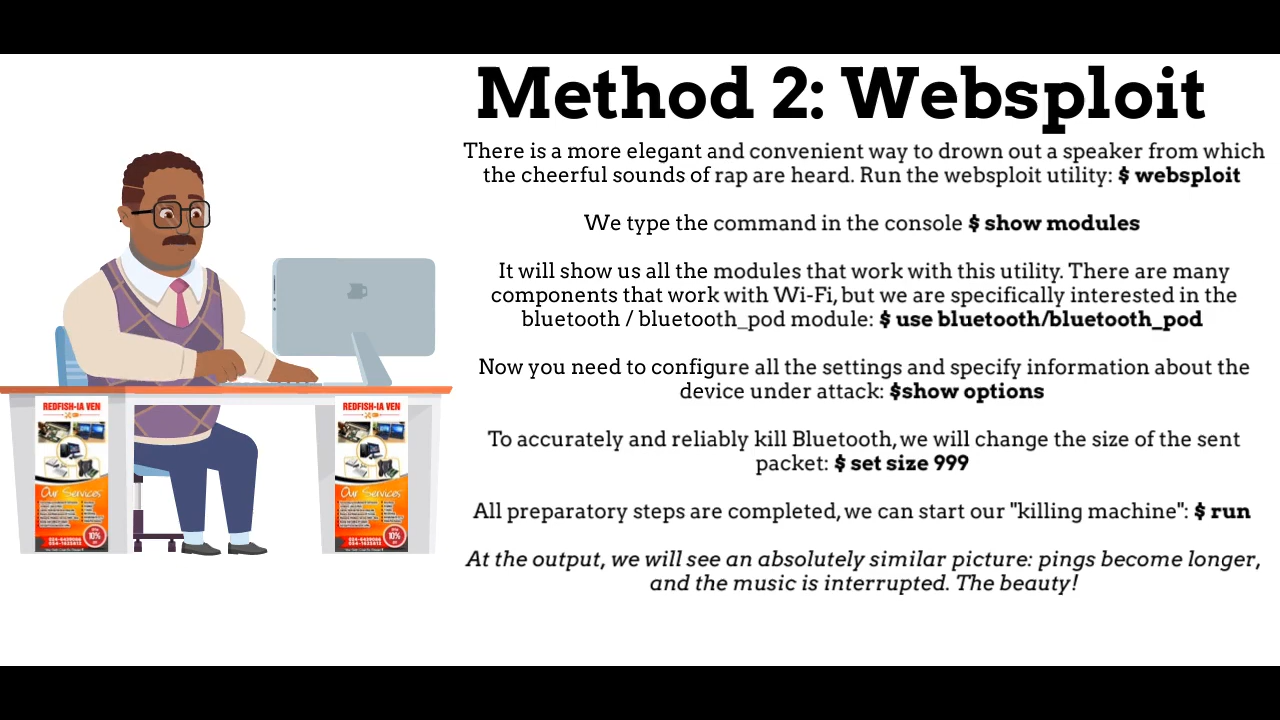 Method 2: Websploit
There is a more elegant and convenient way to drown out a speaker from which
the cheerful sounds of rap are heard. Run the websploit utility: $ websploit
We type the command in the console $ show modules
It will show us all the modules that work with this utility. There are many
components that work with Wi-Fi, but we are specifically interested in the
bluetooth / bluetooth_pod module: $ use bluetooth/bluetooth_pod
Now you need to configure all the settings and specify information about the
device under attack: $show options
To accurately and reliably kill Bluetooth, we will change the size of the sent
packet: $ set size 999
All preparatory steps are completed, we can start our "killing machine": $ run
At the output, we will see an absolutely similar picture: pings become longer,
and the music is interrupted. The beauty!
REDFISH-IA VEN
Our Services
10%
REDFISH-IA VEN
Our Services
10%